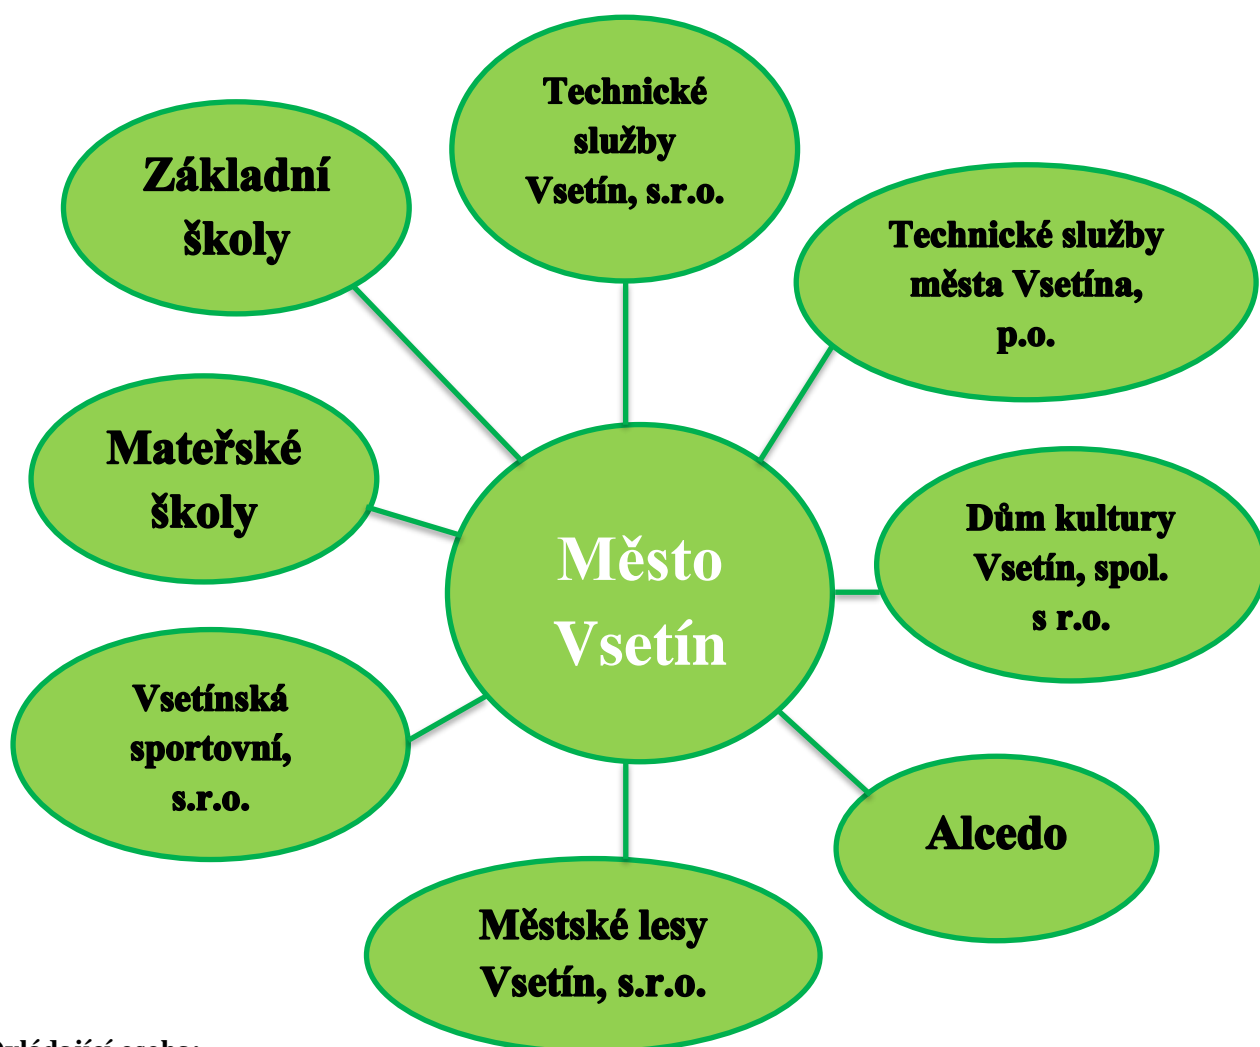 Technické
služby
Vsetín, s.r.o.
Základní
školy
Technické služby
města Vsetína,
p.o.
Mateřské
školy
Dům kultury
Vsetín, spol.
s r.o.
Město
Vsetín
Vsetínská
sportovní,
s.r.o.
Alcedo
Městské lesy
Vsetín, s.r.o.